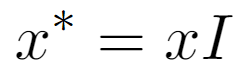 x* = xI